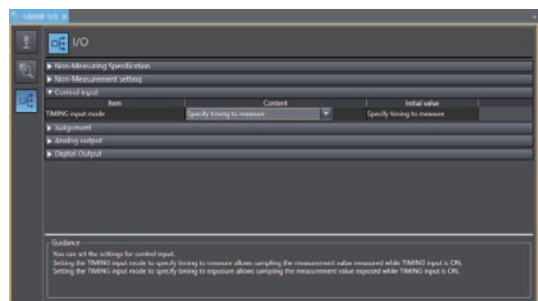 I/O
Non-Measuring Specification
Non-Measurement setting
Control input
Item Content Initial value
TIMING input mode Specify timing to measure Specify timing to measure
Judgement
Analog output
Digital Output
Guidance
You can set the settings for control input.
Setting the TIMING input mode to specify timing to measure allows sampling the measurement value measured while TIMING input is ON.
Setting the TIMING input mode to specify timing to exposure allows sampling the measurement value exposed while TIMING input is ON.